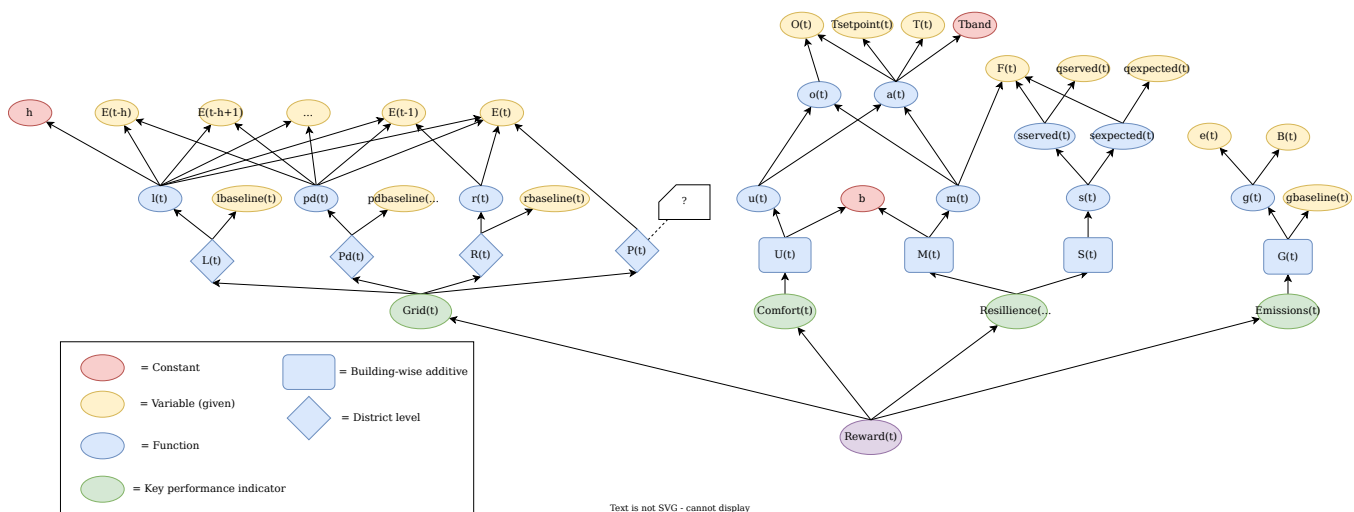 O(t) Tsetpoint(t) T(t) Tband
F(t) qserved(t) qexpected(t)
o(t) a(t)
h E(t-h) E(t-h+1) ... E(t-1) E(t)
sserved(t) sexpected(t) e(t) B(t)
l(t) lbaseline(t) pd(t) pdbaseline(... r(t) rbaseline(t) ? u(t) b m(t) s(t) g(t) gbaseline(t)
L(t) Pd(t) R(t) P(t) U(t) M(t) S(t) G(t)
Grid(t) Comfort(t) Resillience(... Emissions(t)
= Constant = Building-wise additive
= Variable (given) = District level
= Function
Reward(t)
= Key performance indicator
Text is not SVG - cannot display